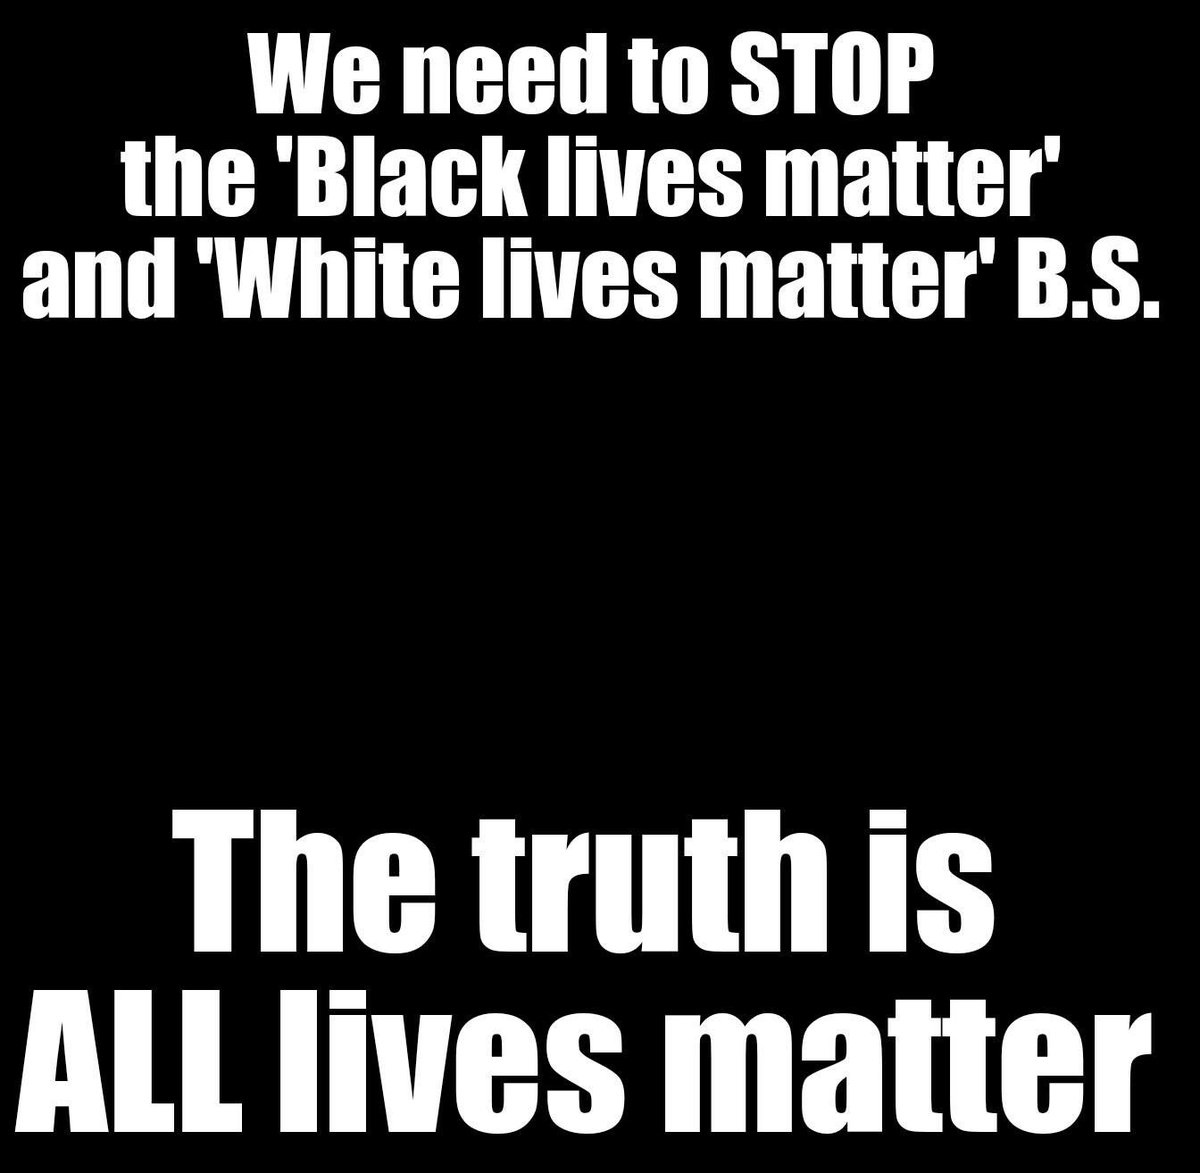 We need to STOP
the 'Black lives matter'
and 'White lives matter' B.S.
The truth is
ALL lives matter